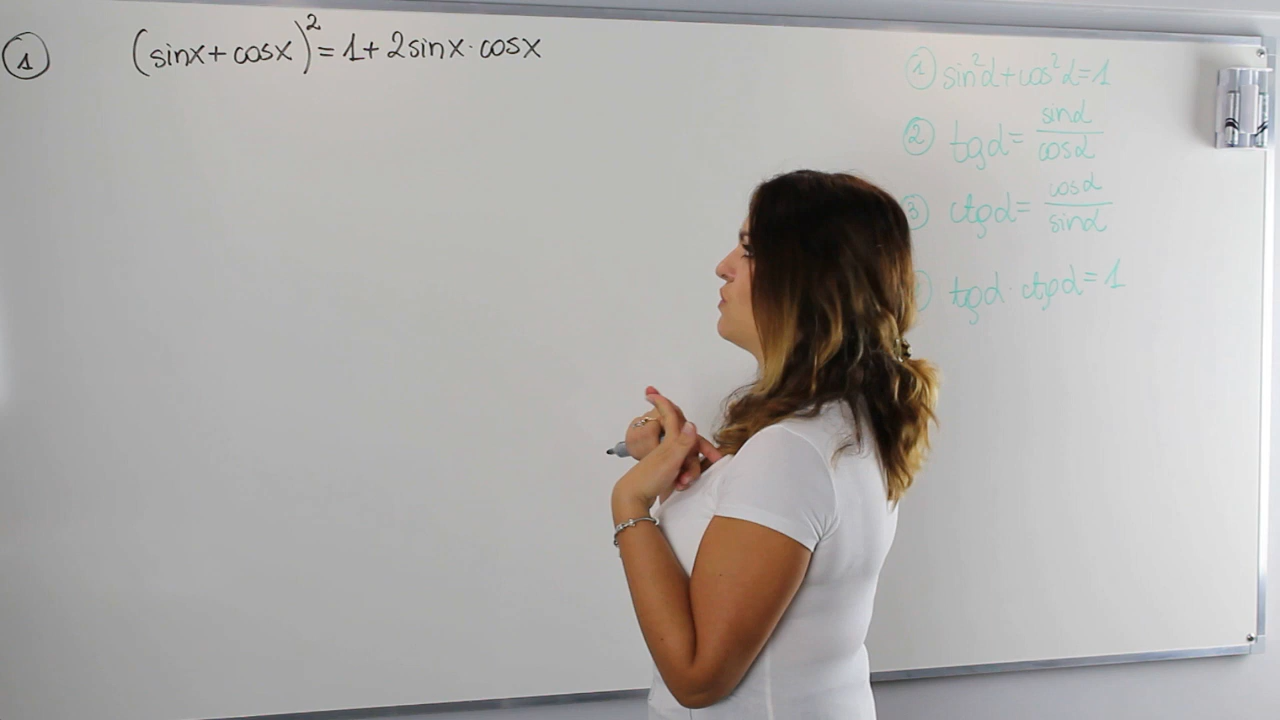 ① (sinx+cosx)²=1+2sinx·cosx
① sin²α+cos²α=1
② tgα= sinα/cosα
③ ctgα= cosα/sinα
tgα·ctgα=1